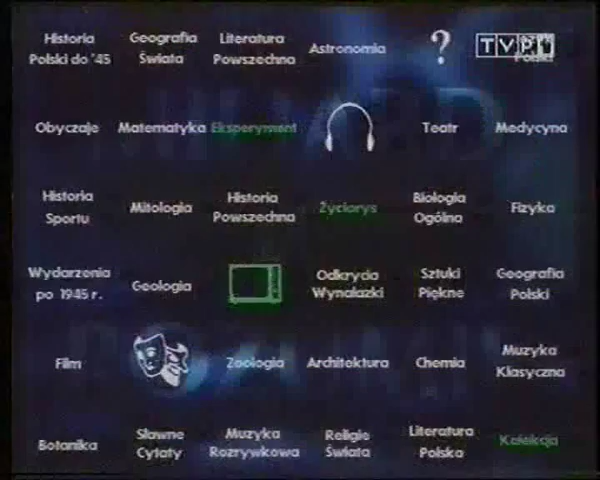 Historia
Polski do '45
Geografia
Świata
Literatura
Powszechna
Astronomia
?
TVP1
Polski
Obyczaje
Matematyka
Eksperyment
Teatr
Medycyna
Historia
Sportu
Mitologia
Historia
Powszechna
Życiorys
Biologia
Ogólna
Fizyka
Wydarzenia
po 1945 r.
Geologia
Odkrycia
Wynalazki
Sztuki
Piękne
Geografia
Polski
Film
Zoologia
Architektura
Chemia
Muzyka
Klasyczna
Botanika
Sławne
Cytaty
Muzyka
Rozrywkowa
Religie
Świata
Literatura
Polska
Kolekcja